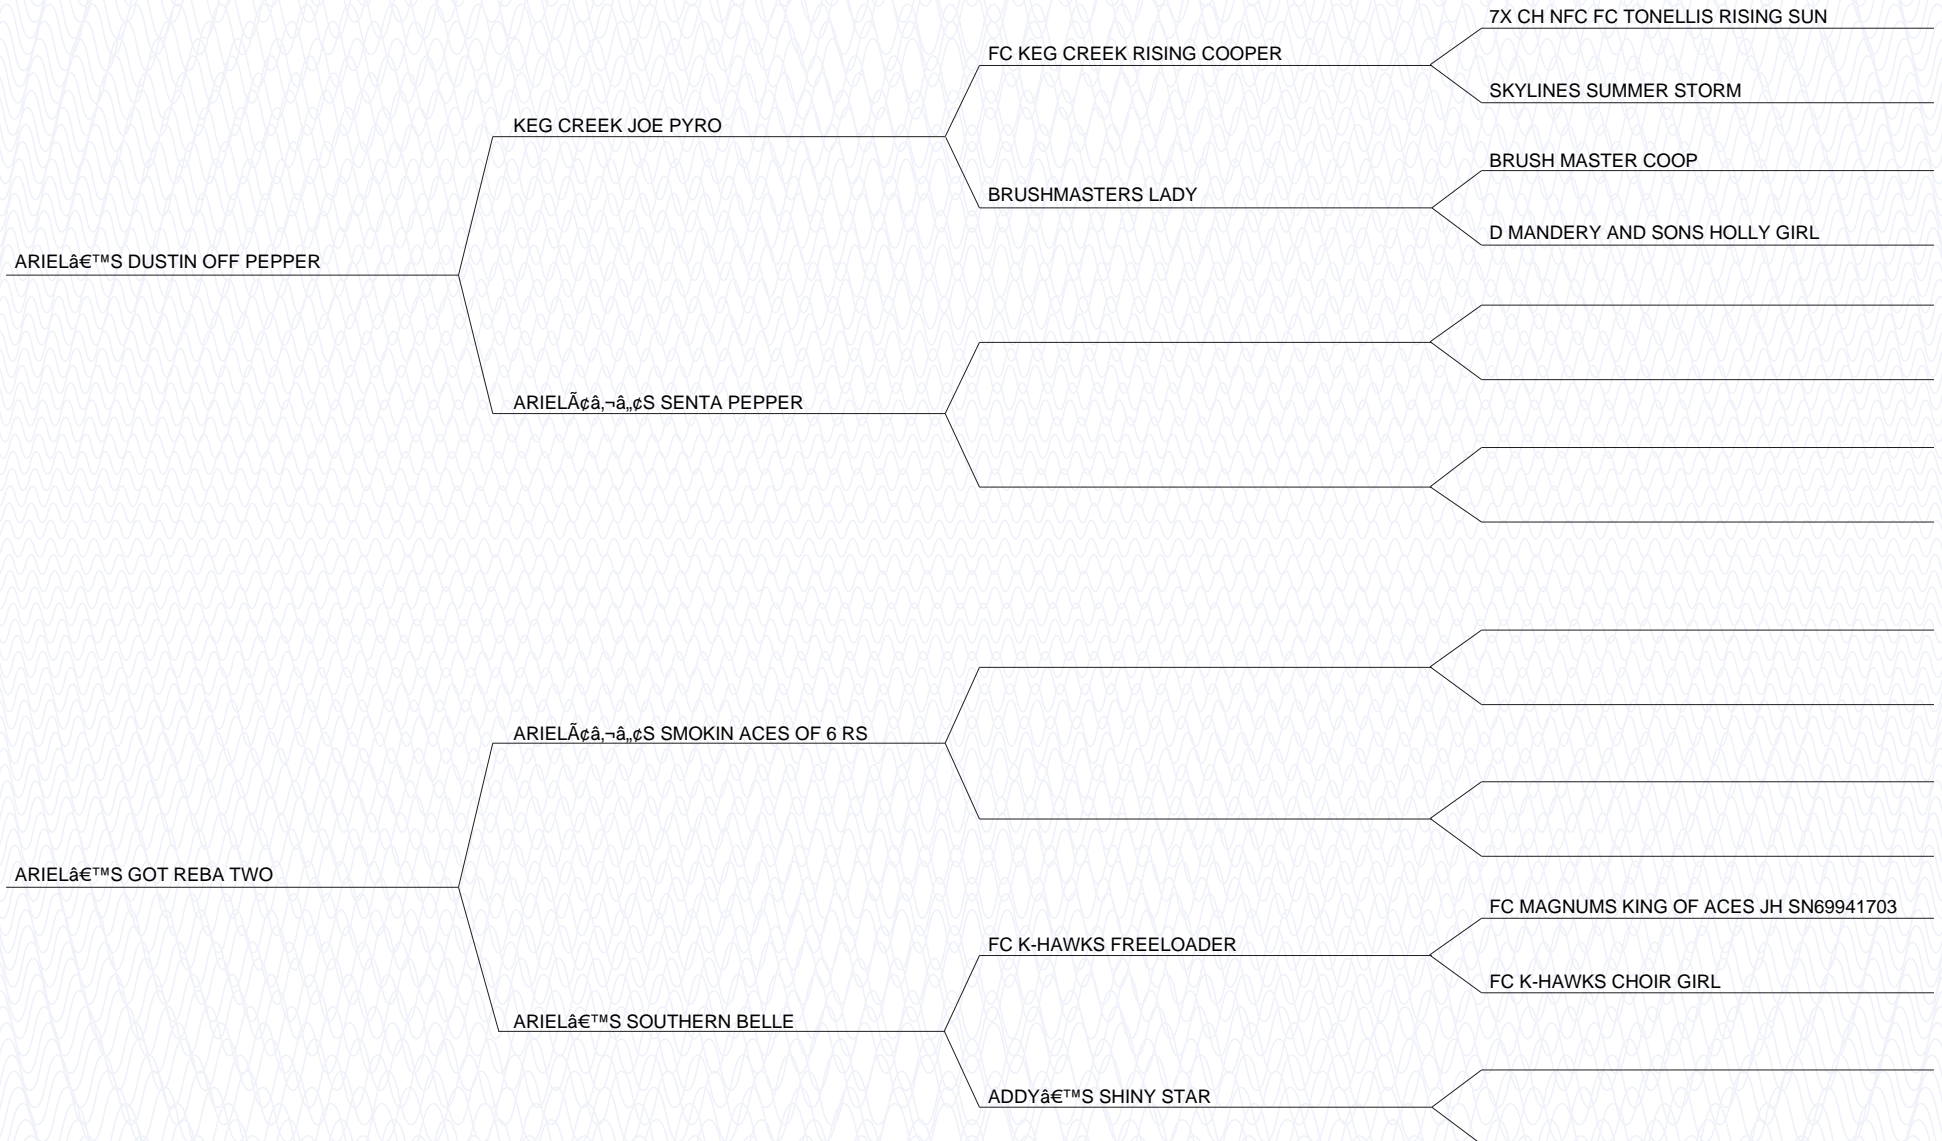 7X CH NFC FC TONELLIS RISING SUN
FC KEG CREEK RISING COOPER
SKYLINES SUMMER STORM
KEG CREEK JOE PYRO
BRUSH MASTER COOP
BRUSHMASTERS LADY
D MANDERY AND SONS HOLLY GIRL
ARIELâ€™S DUSTIN OFF PEPPER
ARIELÃ¢â‚¬â„¢S SENTA PEPPER
ARIELÃ¢â‚¬â„¢S SMOKIN ACES OF 6 RS
ARIELâ€™S GOT REBA TWO
FC MAGNUMS KING OF ACES JH SN69941703
FC K-HAWKS FREELOADER
FC K-HAWKS CHOIR GIRL
ARIELâ€™S SOUTHERN BELLE
ADDYâ€™S SHINY STAR